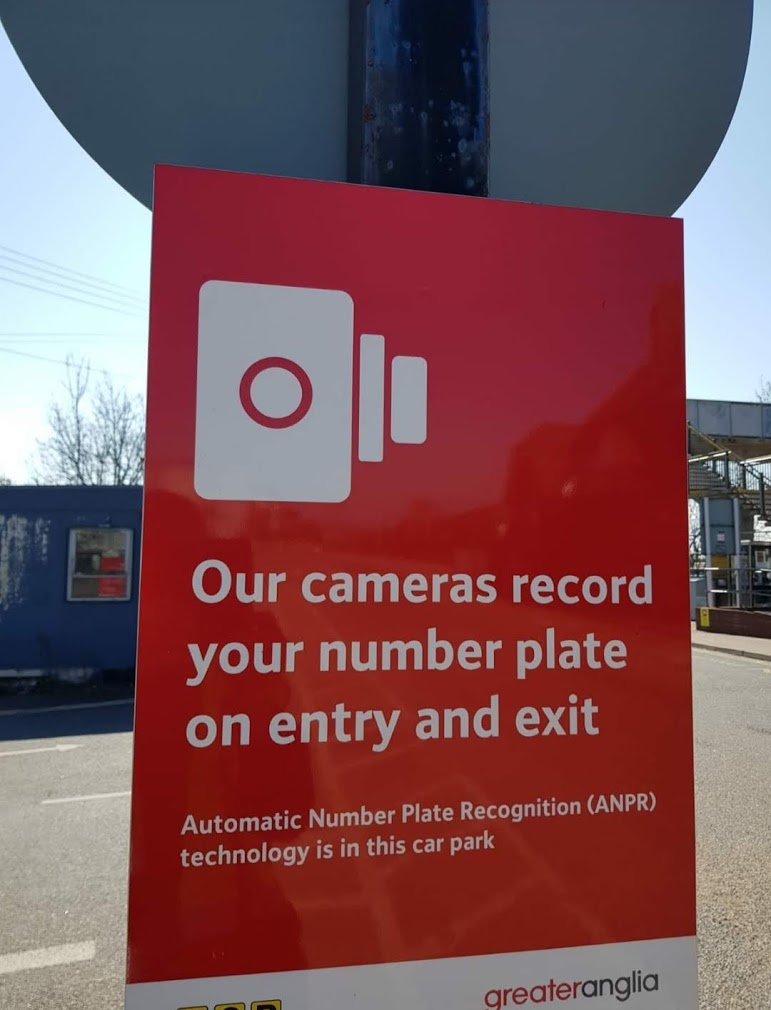 Our cameras record
your number plate
on entry and exit
Automatic Number Plate Recognition (ANPR)
technology is in this car park
greateranglia